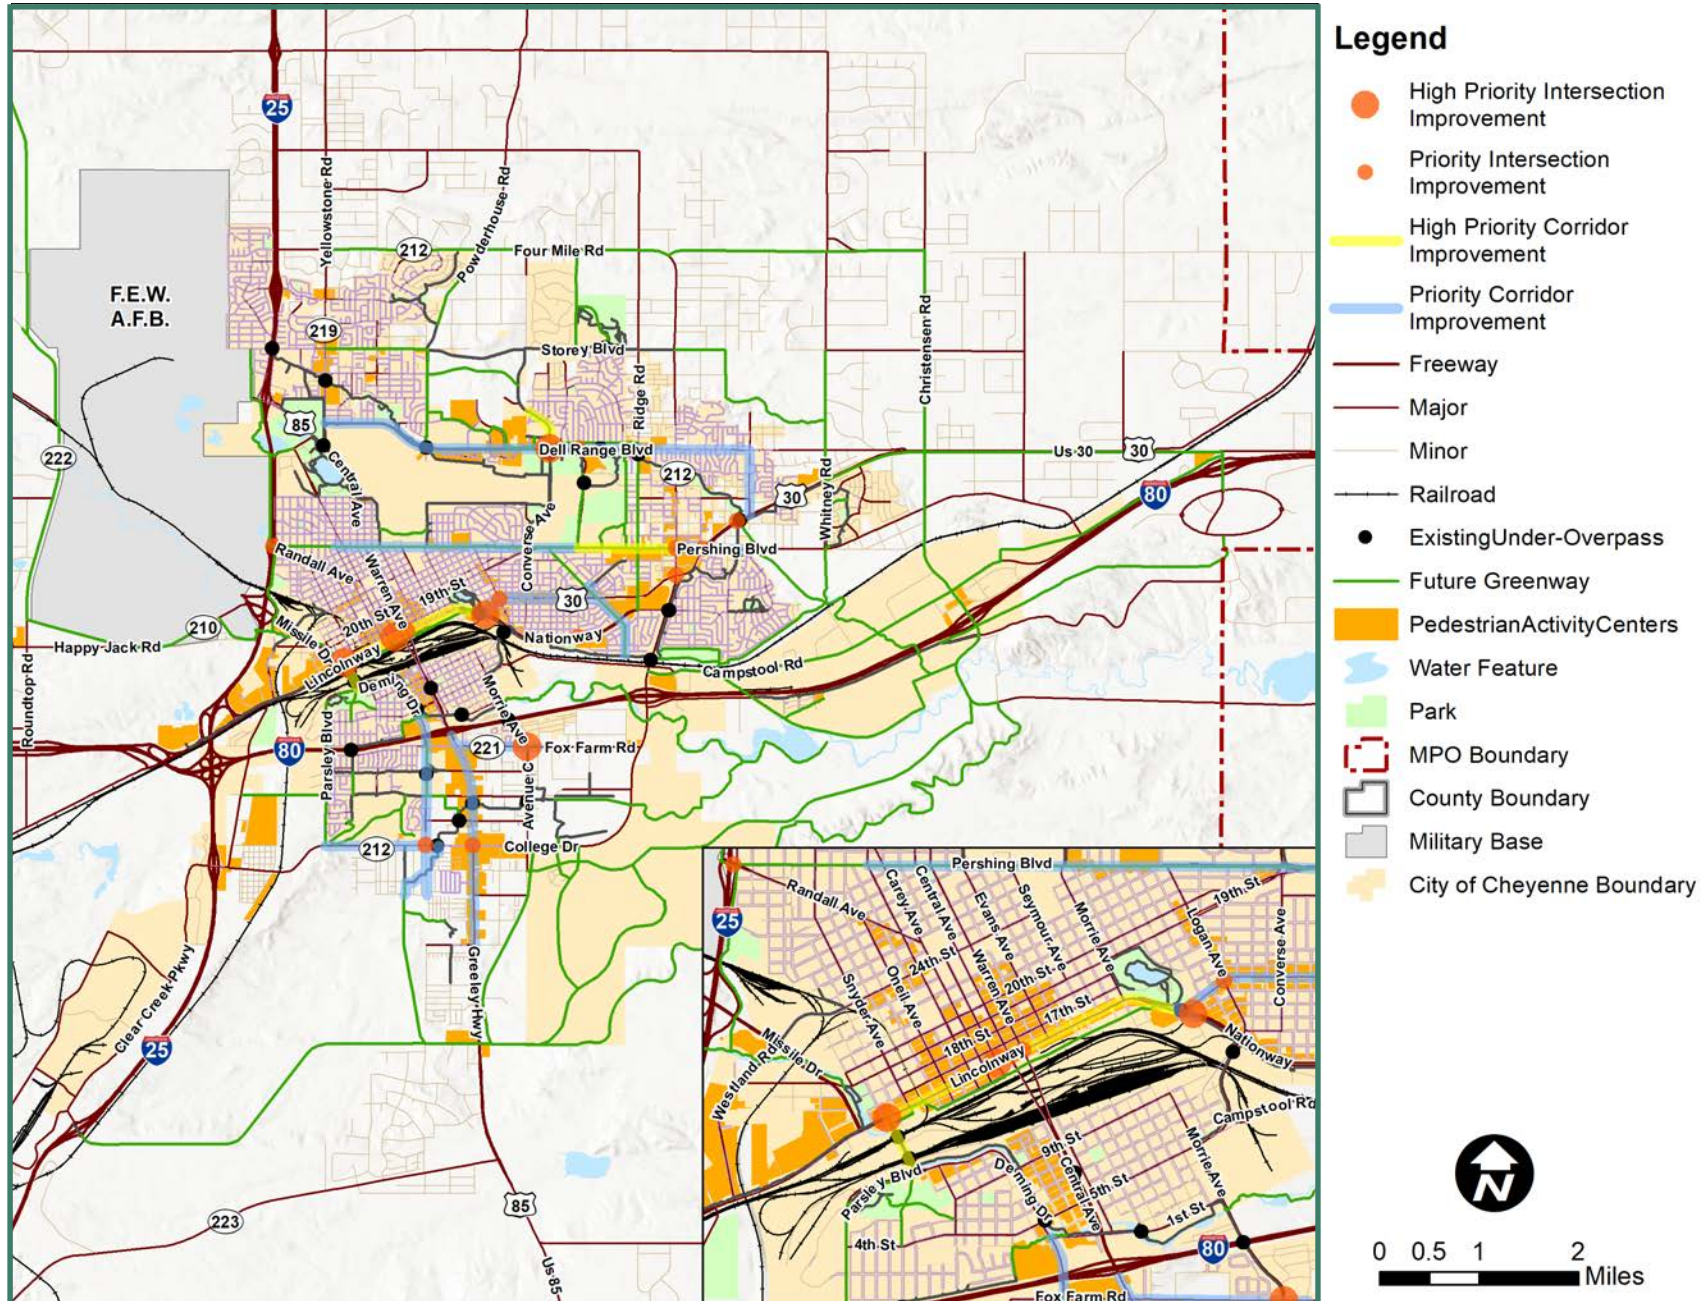 Legend
High Priority Intersection
Improvement
Priority Intersection
Improvement
High Priority Corridor
Improvement
Priority Corridor
Improvement
Freeway
Major
Minor
Railroad
ExistingUnder-Overpass
Future Greenway
PedestrianActivityCenters
Water Feature
Park
MPO Boundary
County Boundary
Military Base
City of Cheyenne Boundary
N
0 0.5 1 2
Miles
25
Yellowstone Rd
Powderhouse Rd
212
Four Mile Rd
F.E.W.
A.F.B.
219
Storey Blvd
Ridge Rd
Christensen Rd
85
222
Central Ave
Dell Range Blvd
212
30
Whitney Rd
Us 30
30
80
Converse Ave
Pershing Blvd
Randall Ave
Warren Ave
19th St
20th St
30
210
Happy Jack Rd
Missile Dr
Lincolnway
Nationway
Campstool Rd
Deming Dr
Morrie Ave
Roundtop Rd
Parsley Blvd
80
221
Fox Farm Rd
Avenue C
212
College Dr
Greeley Hwy
Clear Creek Pkwy
25
223
85
Us 85
Pershing Blvd
25
Randall Ave
Carey Ave
Central Ave
Evans Ave
Seymour Ave
Morrie Ave
19th St
Logan Ave
Converse Ave
24th St
20th St
Oneil Ave
Warren Ave
Snyder Ave
17th St
18th St
Lincolnway
Nationway
Missile Dr
Westland Rd
Campstool Rd
9th St
Parsley Blvd
Deming Dr
Central Ave
5th St
Morrie Ave
1st St
4th St
80
Fox Farm Rd